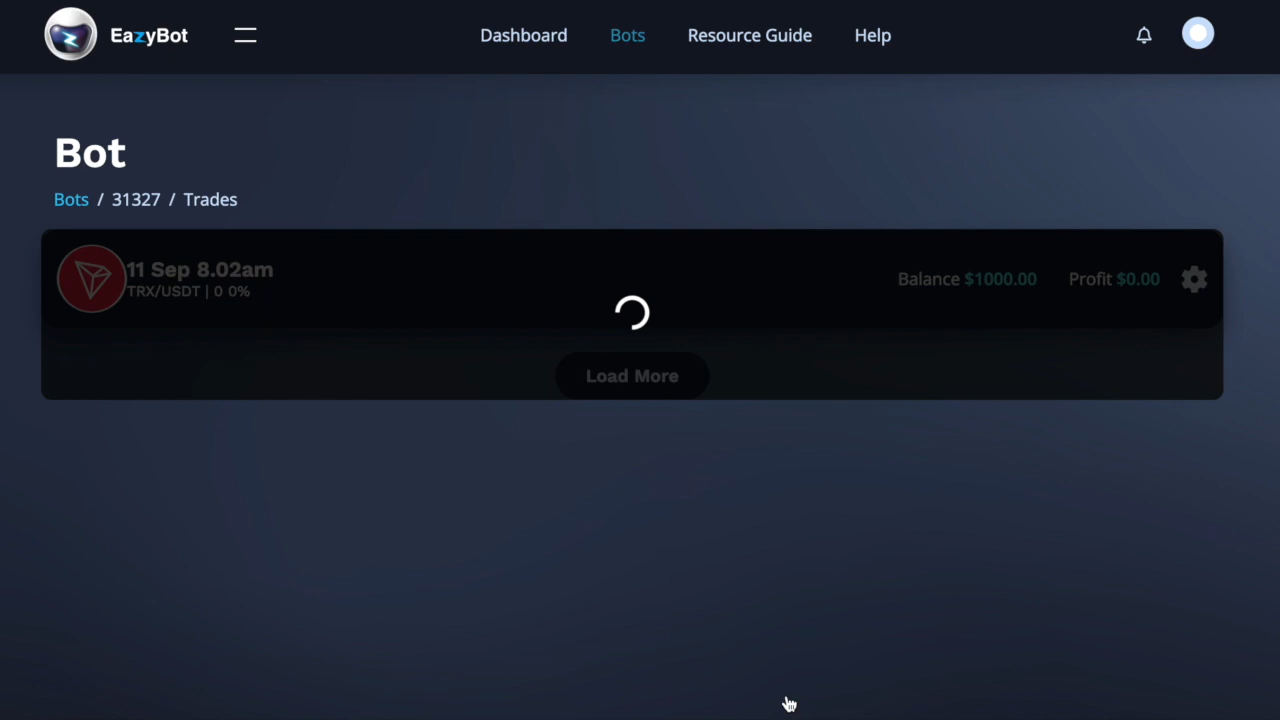 EazyBot
Dashboard
Bots
Resource Guide
Help
Bot
Bots / 31327 / Trades
11 Sep 8.02am
TRX/USDT | 0 0%
Balance $1000.00
Profit $0.00
Load More